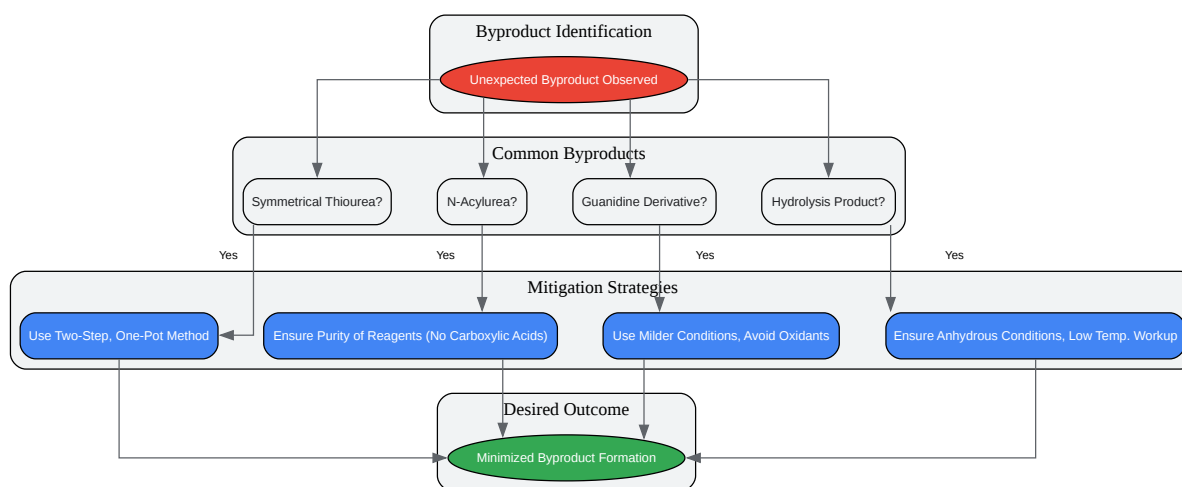 Byproduct Identification
Unexpected Byproduct Observed
Common Byproducts
Symmetrical Thiourea?
N-Acylurea?
Guanidine Derivative?
Hydrolysis Product?
Yes
Yes
Yes
Yes
Mitigation Strategies
Use Two-Step, One-Pot Method
Ensure Purity of Reagents (No Carboxylic Acids)
Use Milder Conditions, Avoid Oxidants
Ensure Anhydrous Conditions, Low Temp. Workup
Desired Outcome
Minimized Byproduct Formation